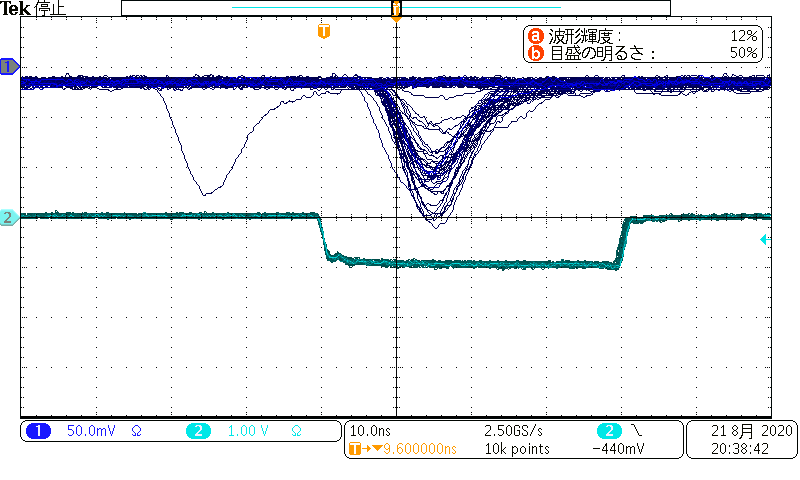 Tek 停止
T
a 波形輝度: 12%
b 目盛の明るさ: 50%
1
2
1 50.0mV Ω 2 1.00 V Ω
10.0ns 2.50GS/s 2 -440mV
T→▼9.600000ns 10k points
21 8月 2020
20:38:42